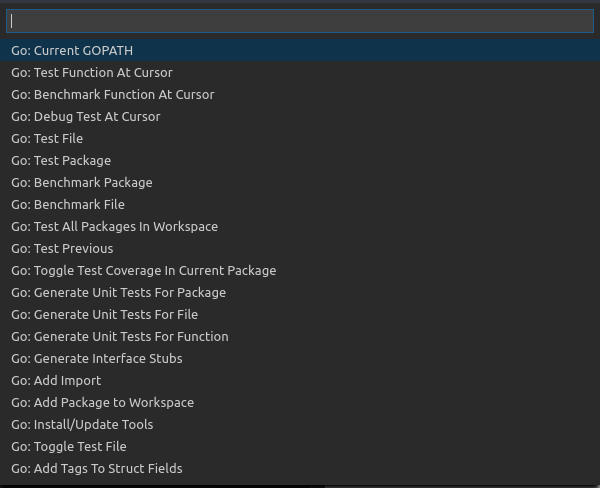 Go: Current GOPATH
Go: Test Function At Cursor
Go: Benchmark Function At Cursor
Go: Debug Test At Cursor
Go: Test File
Go: Test Package
Go: Benchmark Package
Go: Benchmark File
Go: Test All Packages In Workspace
Go: Test Previous
Go: Toggle Test Coverage In Current Package
Go: Generate Unit Tests For Package
Go: Generate Unit Tests For File
Go: Generate Unit Tests For Function
Go: Generate Interface Stubs
Go: Add Import
Go: Add Package to Workspace
Go: Install/Update Tools
Go: Toggle Test File
Go: Add Tags To Struct Fields